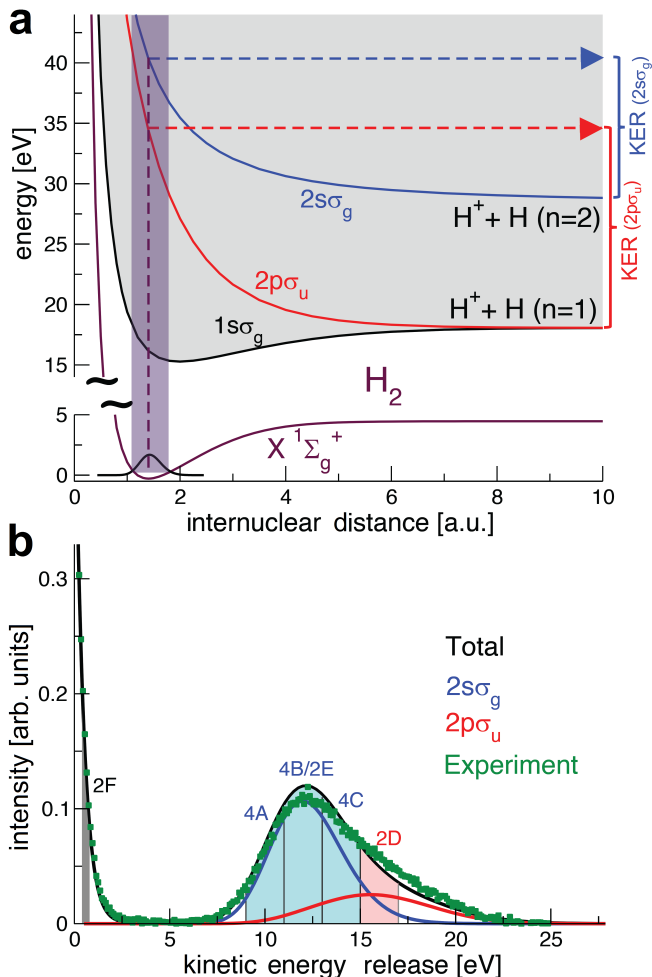 a
40
35
30
25
20
15
5
0
energy [eV]
2sσg
2pσu
1sσg
H⁺ + H (n=2)
H⁺ + H (n=1)
H₂
X ¹Σg⁺
KER (2sσg)
KER (2pσu)
0 2 4 6 8 10
internuclear distance [a.u.]
b
0.3
0.2
0.1
0
intensity [arb. units]
2F
4A
4B/2E
4C
2D
Total
2sσg
2pσu
Experiment
0 5 10 15 20 25
kinetic energy release [eV]